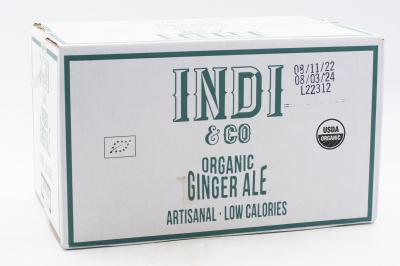 INDI
& CO
08/11/22
08/03/24
L22312
USDA
ORGANIC
ORGANIC
GINGER ALE
ARTISANAL · LOW CALORIES